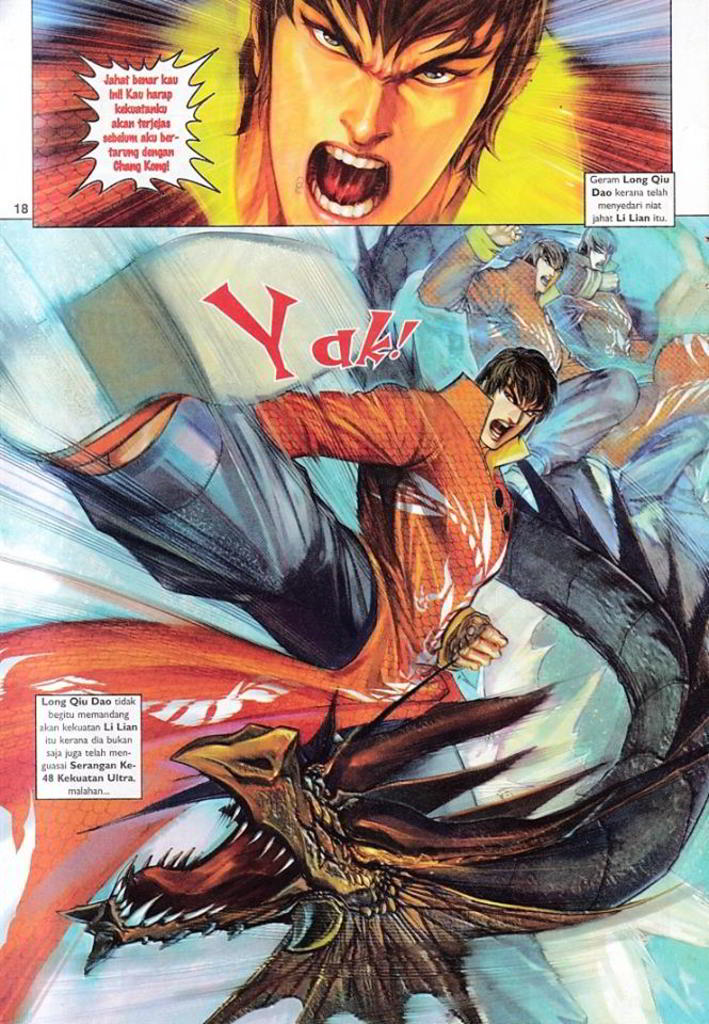 Jahat benar kau
ini! Kau harap
kekuatanku
akan terjejas
sebelum aku ber-
tarung dengan
Chang Kong!
Geram Long Qiu
Dao kerana telah
menyedari niat
jahat Li Lian itu.
18
Yak!
Long Qiu Dao tidak
begitu memandang
akan kekuatan Li Lian
itu kerana dia bukan
saja juga telah men-
guasai Serangan Ke-
48 Kekuatan Ultra,
malahan...